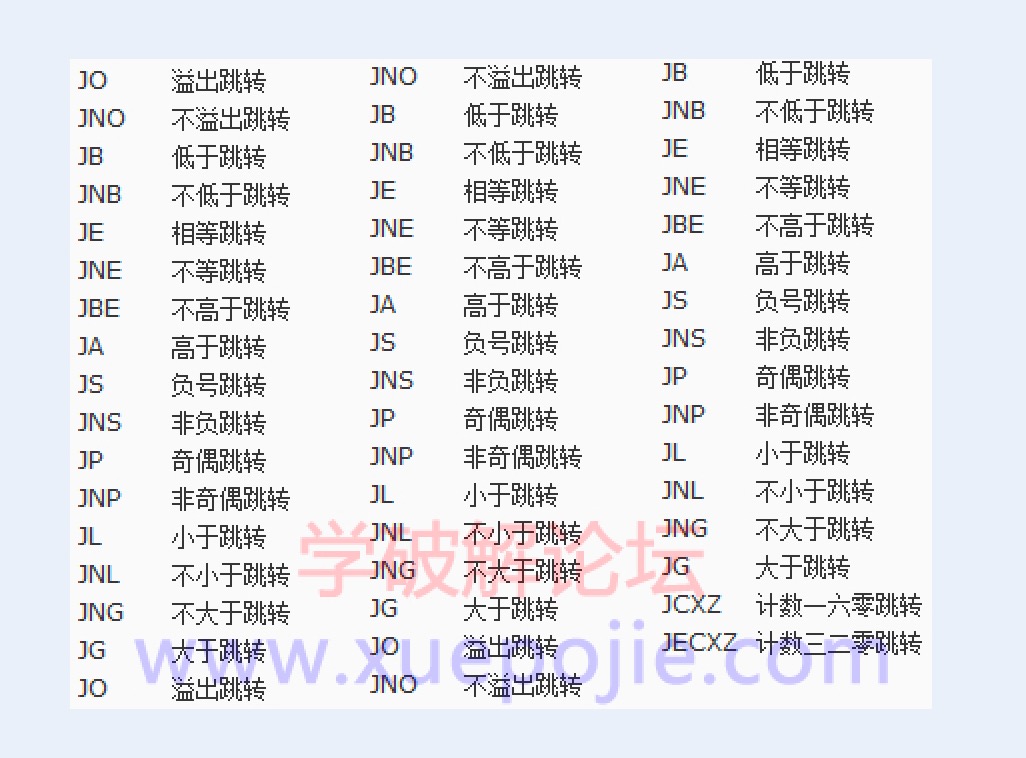 JO 溢出跳转
JNO 不溢出跳转
JB 低于跳转
JNB 不低于跳转
JE 相等跳转
JNE 不等跳转
JBE 不高于跳转
JA 高于跳转
JS 负号跳转
JNS 非负跳转
JP 奇偶跳转
JNP 非奇偶跳转
JL 小于跳转
JNL 不小于跳转
JNG 不大于跳转
JG 大于跳转
JO 溢出跳转
JNO 不溢出跳转
JB 低于跳转
JNB 不低于跳转
JE 相等跳转
JNE 不等跳转
JBE 不高于跳转
JA 高于跳转
JS 负号跳转
JNS 非负跳转
JP 奇偶跳转
JNP 非奇偶跳转
JL 小于跳转
JNL 不小于跳转
JNG 不大于跳转
JG 大于跳转
JO 溢出跳转
JNO 不溢出跳转
JB 低于跳转
JNB 不低于跳转
JE 相等跳转
JNE 不等跳转
JBE 不高于跳转
JA 高于跳转
JS 负号跳转
JNS 非负跳转
JP 奇偶跳转
JNP 非奇偶跳转
JL 小于跳转
JNL 不小于跳转
JNG 不大于跳转
JG 大于跳转
JCXZ 计数一六零跳转
JECXZ 计数三二零跳转
学破解论坛
www.xuepojie.com